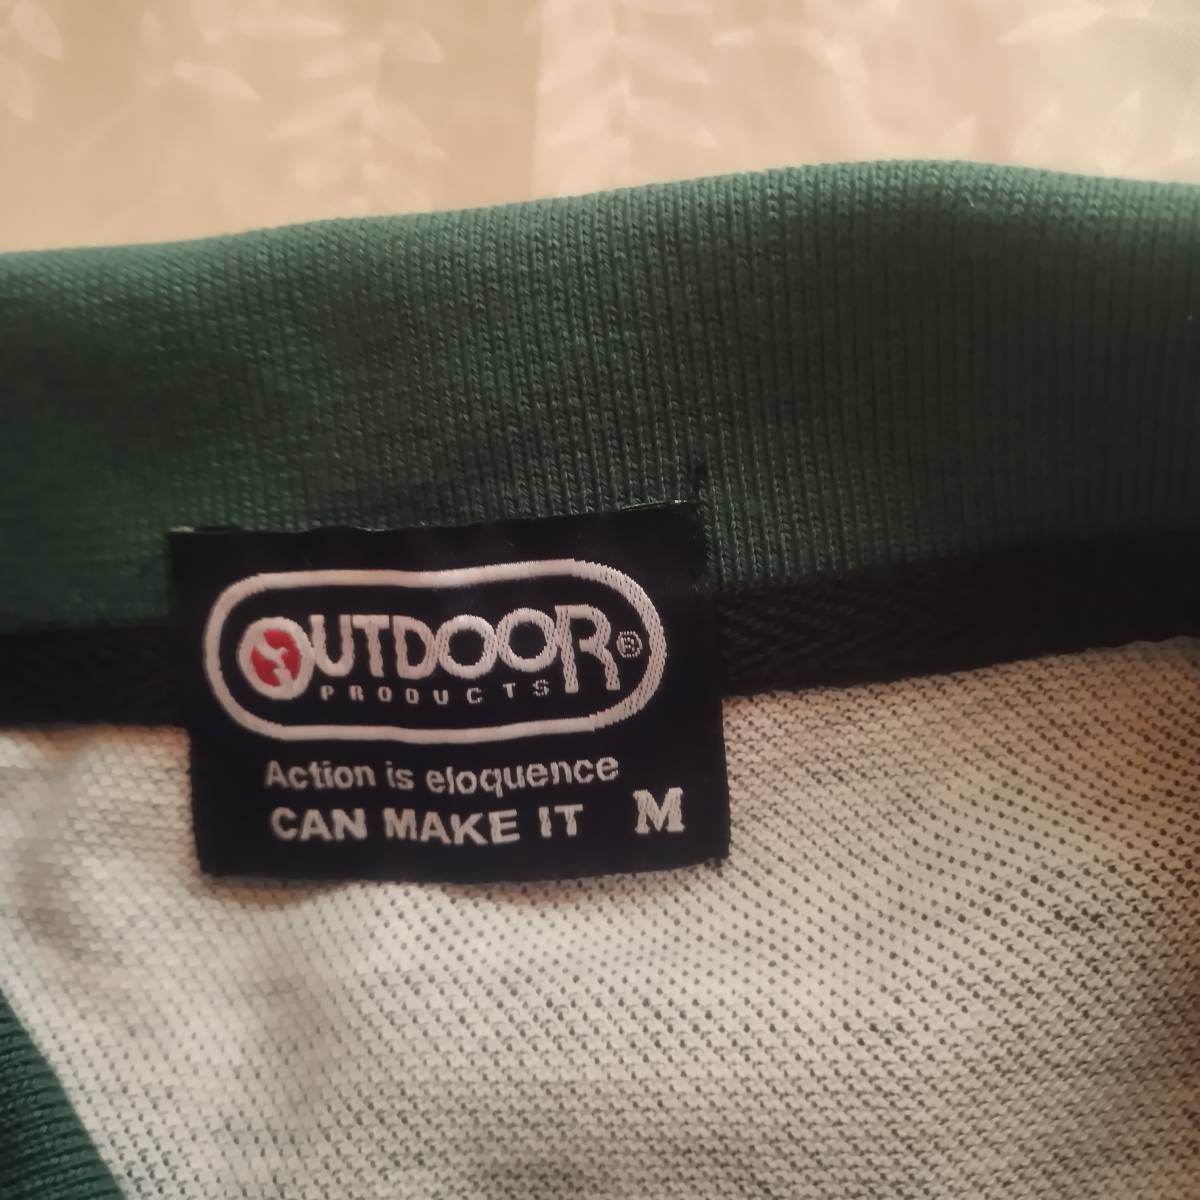 OUTDOOR®
PRODUCTS
Action is eloquence
CAN MAKE IT M